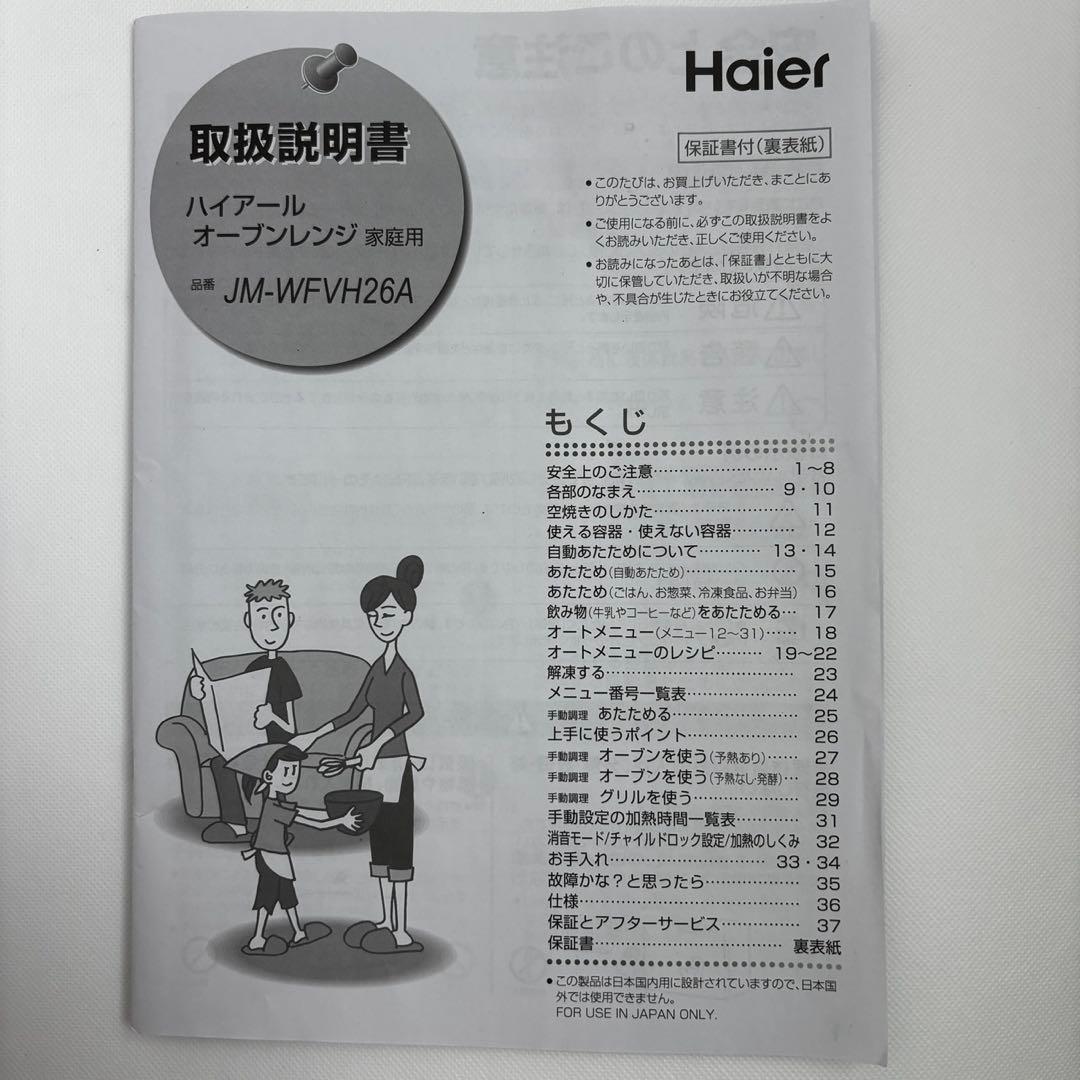 取扱説明書
ハイアール
オーブンレンジ 家庭用
品番 JM-WFVH26A
Haier
保証書付(裏表紙)
●このたびは、お買上げいただき、まことにあ
りがとうございます。
●ご使用になる前に、必ずこの取扱説明書をよ
くお読みいただき、正しくご使用ください。
●お読みになったあとは、「保証書」とともに大
切に保管していただき、取扱いが不明な場合
や、不具合が生じたときにお役立てください。
もくじ
安全上のご注意……………………… 1〜8
各部のなまえ……………………… 9・10
空焼きのしかた……………………… 11
使える容器・使えない容器………… 12
自動あたためについて………… 13・14
あたため(自動あたため)………………… 15
あたため(ごはん、お惣菜、冷凍食品、お弁当) 16
飲み物(牛乳やコーヒーなど)をあたためる… 17
オートメニュー(メニュー12〜31)…… 18
オートメニューのレシピ……… 19〜22
解凍する……………………………… 23
メニュー番号一覧表………………… 24
手動調理 あたためる…………………… 25
上手に使うポイント………………… 26
手動調理 オーブンを使う(予熱あり)…… 27
手動調理 オーブンを使う(予熱なし・発酵)… 28
手動調理 グリルを使う………………… 29
手動設定の加熱時間一覧表………… 31
消音モード/チャイルドロック設定/加熱のしくみ 32
お手入れ………………………… 33・34
故障かな?と思ったら……………… 35
仕様…………………………………… 36
保証とアフターサービス…………… 37
保証書……………………………… 裏表紙
●この製品は日本国内用に設計されていますので、日本国
外では使用できません。
FOR USE IN JAPAN ONLY.